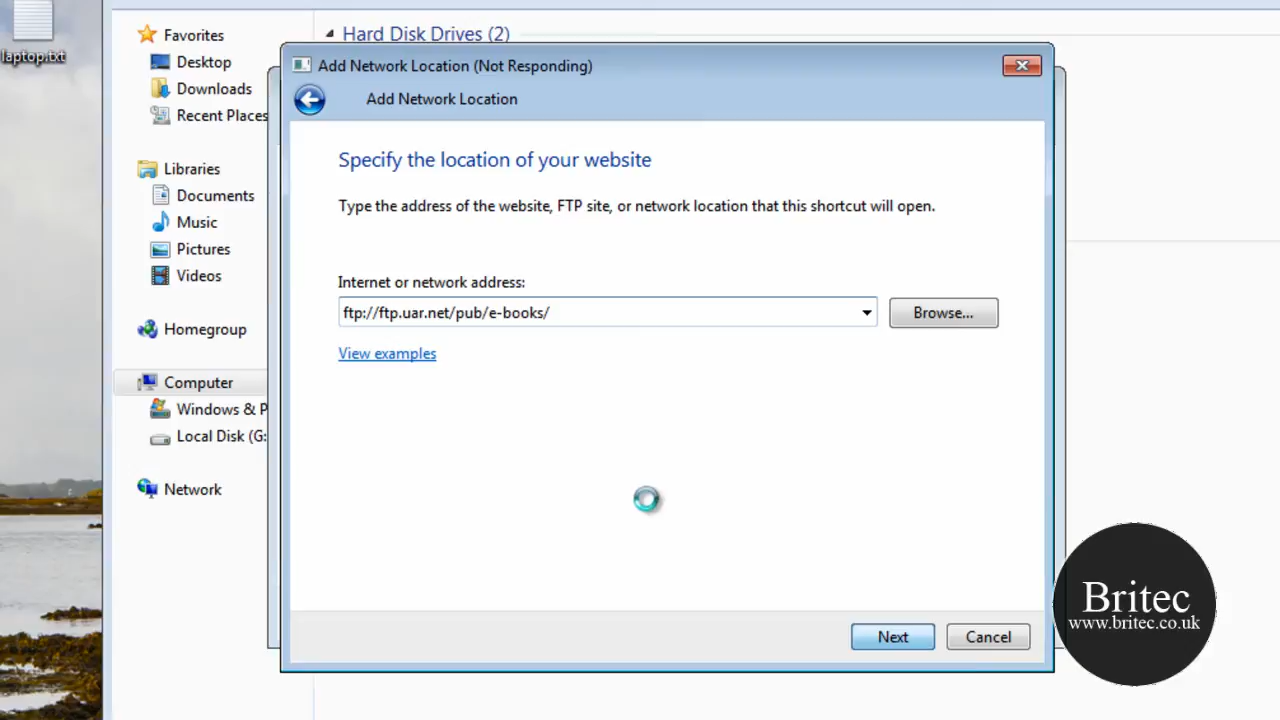 laptop.txt
Favorites
Desktop
Downloads
Recent Places
Libraries
Documents
Music
Pictures
Videos
Homegroup
Computer
Windows & P
Local Disk (G:
Network
Hard Disk Drives (2)
Add Network Location (Not Responding)
Add Network Location
Specify the location of your website
Type the address of the website, FTP site, or network location that this shortcut will open.
Internet or network address:
ftp://ftp.uar.net/pub/e-books/
Browse...
View examples
Next
Cancel
Britec
www.britec.co.uk